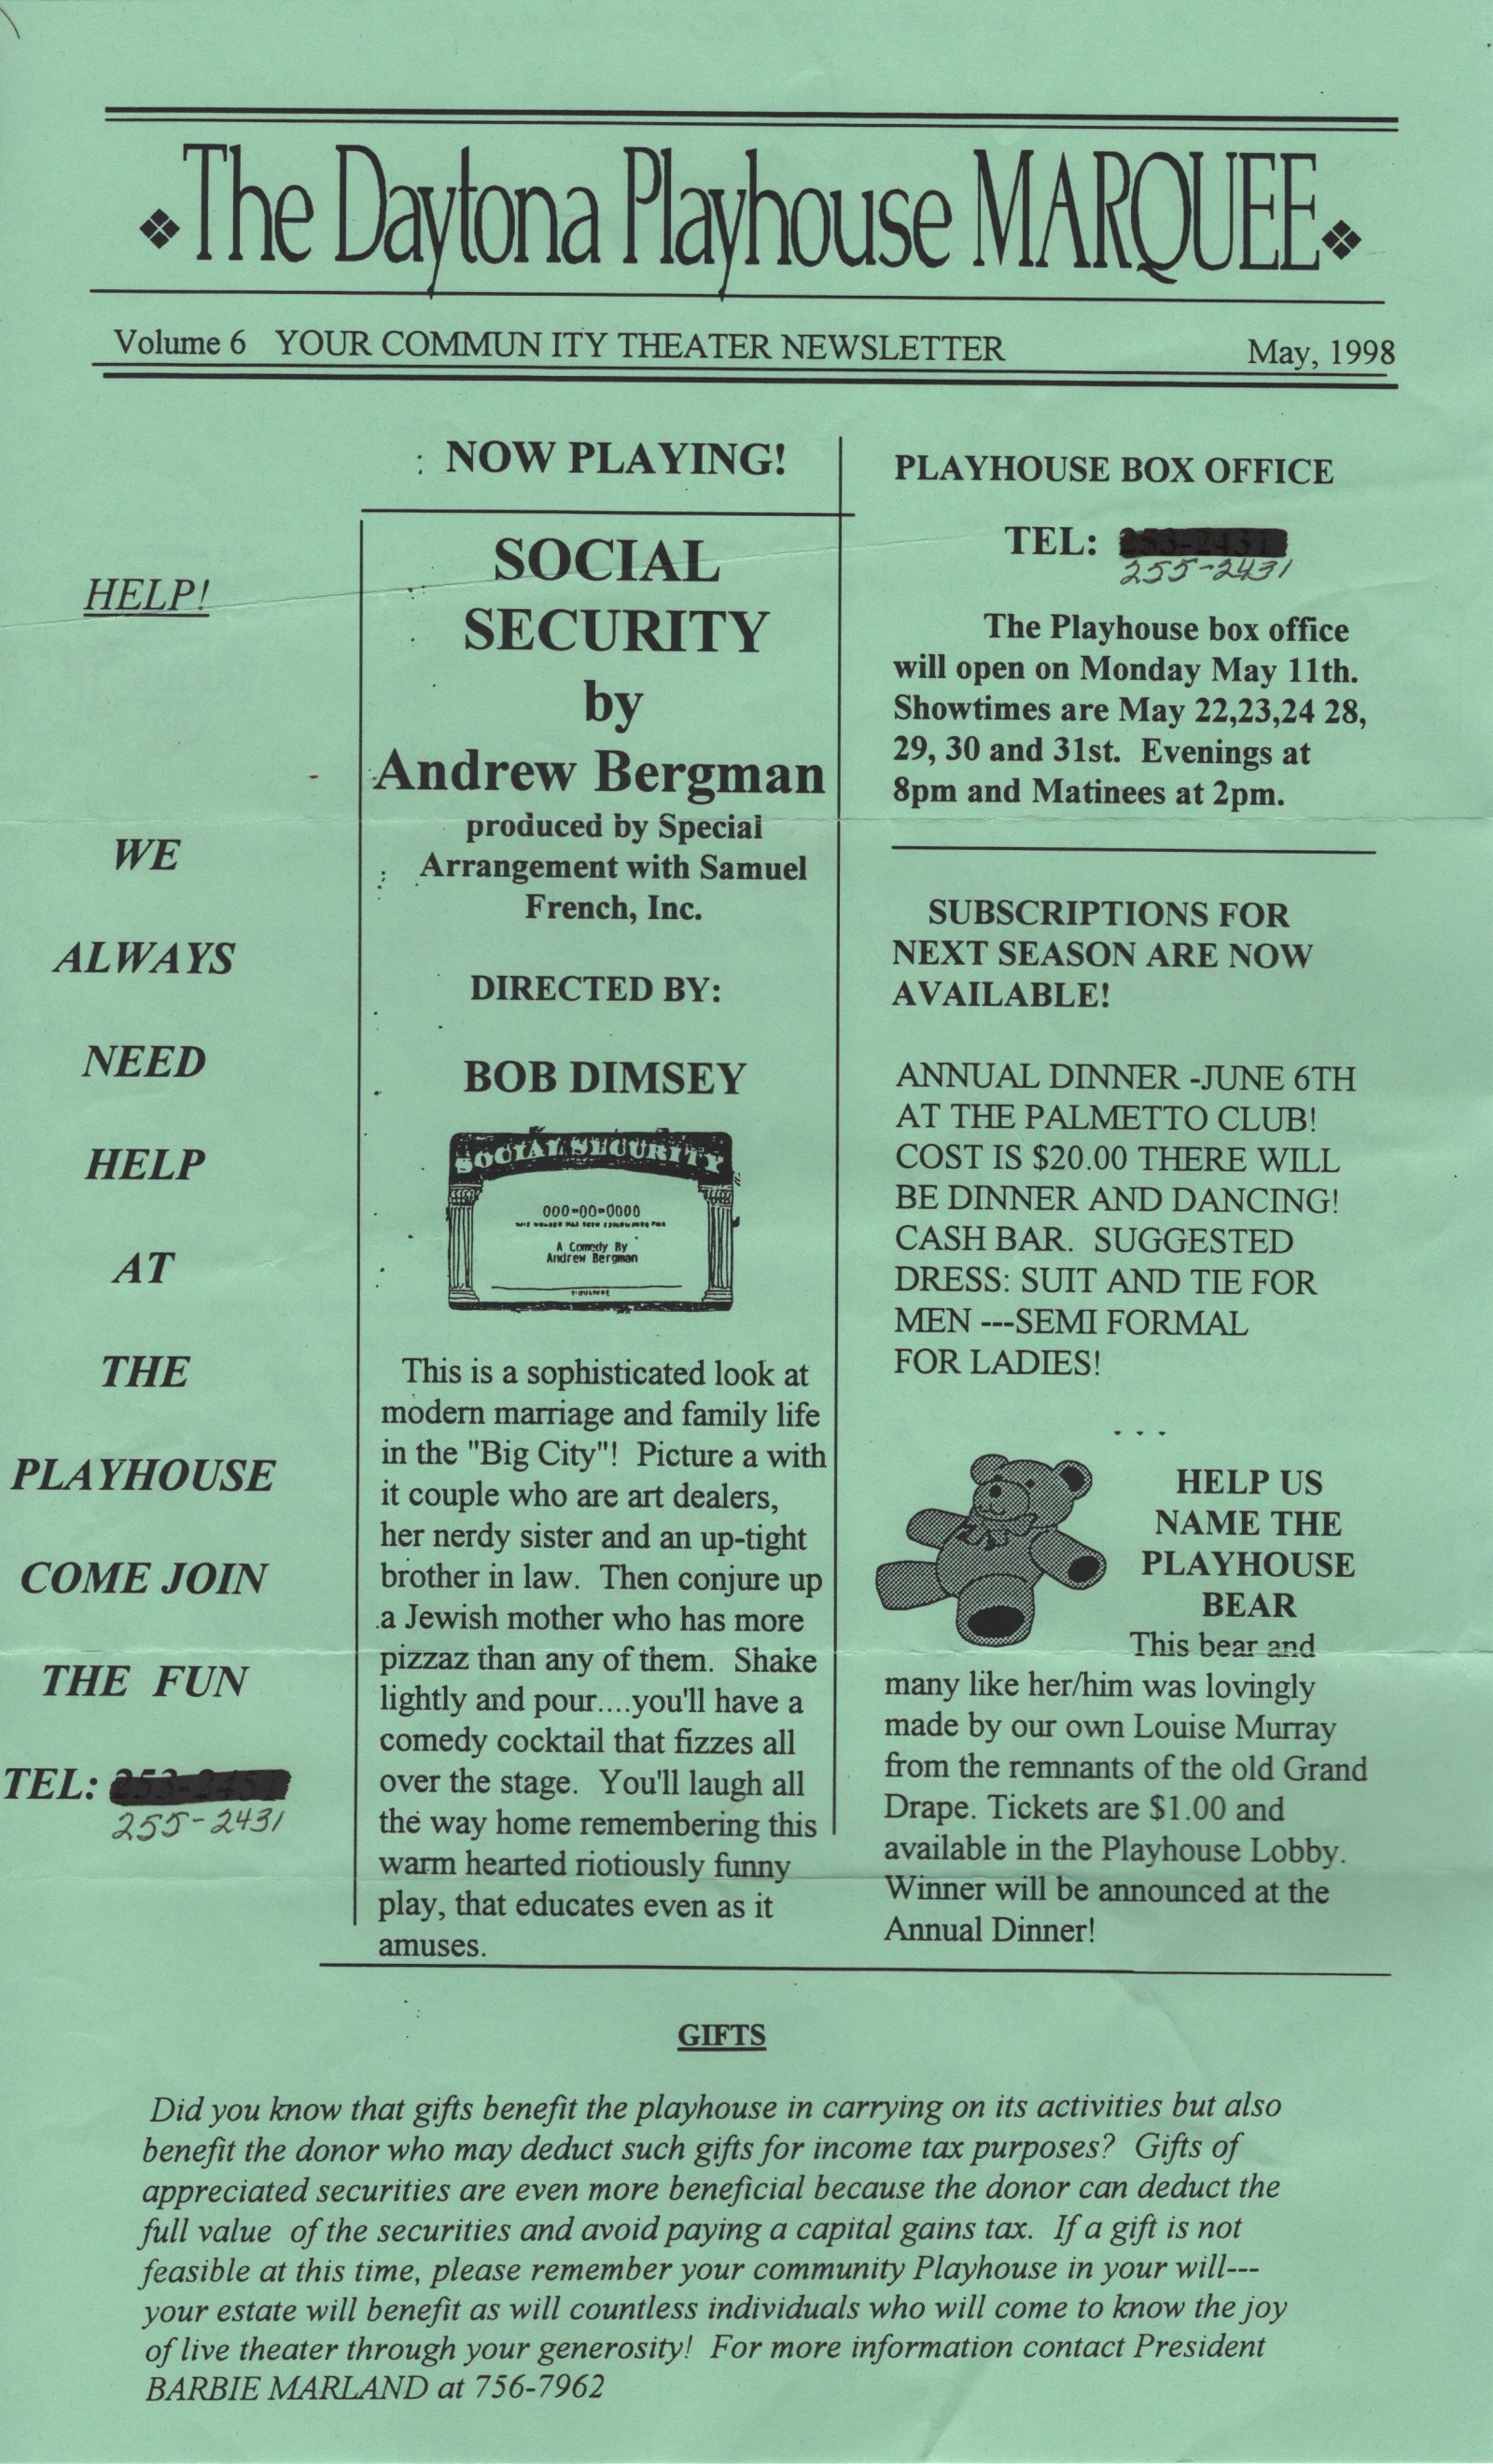 The Daytona Playhouse MARQUEE
Volume 6 YOUR COMMUN ITY THEATER NEWSLETTER May, 1998
HELP!
WE
ALWAYS
NEED
HELP
AT
THE
PLAYHOUSE
COME JOIN
THE FUN
TEL:
255-2431
NOW PLAYING!
SOCIAL
SECURITY
by
Andrew Bergman
produced by Special
Arrangement with Samuel
French, Inc.
DIRECTED BY:
BOB DIMSEY
SOCIAL SECURITY
000-00-0000
A Comedy By
Andrew Bergman
This is a sophisticated look at
modern marriage and family life
in the "Big City"! Picture a with
it couple who are art dealers,
her nerdy sister and an up-tight
brother in law. Then conjure up
a Jewish mother who has more
pizzaz than any of them. Shake
lightly and pour....you'll have a
comedy cocktail that fizzes all
over the stage. You'll laugh all
the way home remembering this
warm hearted riotiously funny
play, that educates even as it
amuses.
PLAYHOUSE BOX OFFICE
TEL: 253-2431
255-2431
The Playhouse box office
will open on Monday May 11th.
Showtimes are May 22,23,24 28,
29, 30 and 31st. Evenings at
8pm and Matinees at 2pm.
SUBSCRIPTIONS FOR
NEXT SEASON ARE NOW
AVAILABLE!
ANNUAL DINNER -JUNE 6TH
AT THE PALMETTO CLUB!
COST IS $20.00 THERE WILL
BE DINNER AND DANCING!
CASH BAR. SUGGESTED
DRESS: SUIT AND TIE FOR
MEN ---SEMI FORMAL
FOR LADIES!
. . .
HELP US
NAME THE
PLAYHOUSE
BEAR
This bear and
many like her/him was lovingly
made by our own Louise Murray
from the remnants of the old Grand
Drape. Tickets are $1.00 and
available in the Playhouse Lobby.
Winner will be announced at the
Annual Dinner!
GIFTS
Did you know that gifts benefit the playhouse in carrying on its activities but also
benefit the donor who may deduct such gifts for income tax purposes? Gifts of
appreciated securities are even more beneficial because the donor can deduct the
full value of the securities and avoid paying a capital gains tax. If a gift is not
feasible at this time, please remember your community Playhouse in your will---
your estate will benefit as will countless individuals who will come to know the joy
of live theater through your generosity! For more information contact President
BARBIE MARLAND at 756-7962